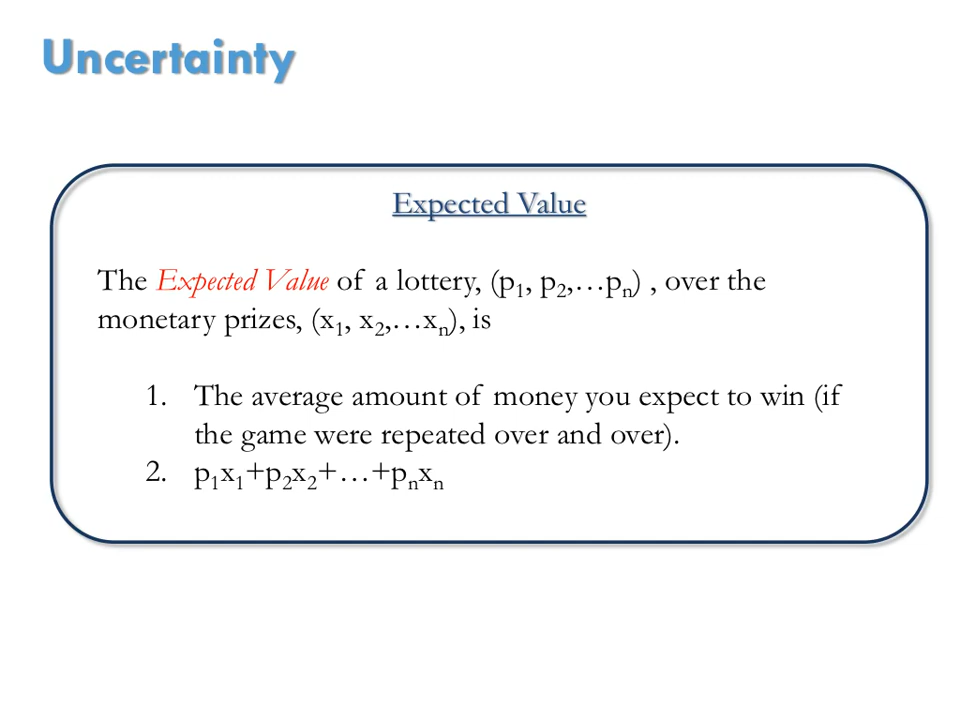 Uncertainty
Expected Value
The Expected Value of a lottery, (p₁, p₂,…pₙ) , over the
monetary prizes, (x₁, x₂,…xₙ), is
1. The average amount of money you expect to win (if
the game were repeated over and over).
2. p₁x₁+p₂x₂+…+pₙxₙ